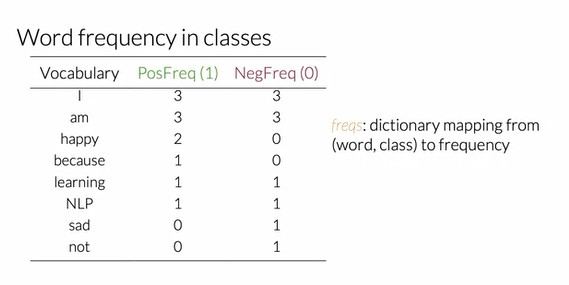 Word frequency in classes
Vocabulary PosFreq (1) NegFreq (0)
I 3 3
am 3 3
happy 2 0
because 1 0
learning 1 1
NLP 1 1
sad 0 1
not 0 1
freqs: dictionary mapping from
(word, class) to frequency